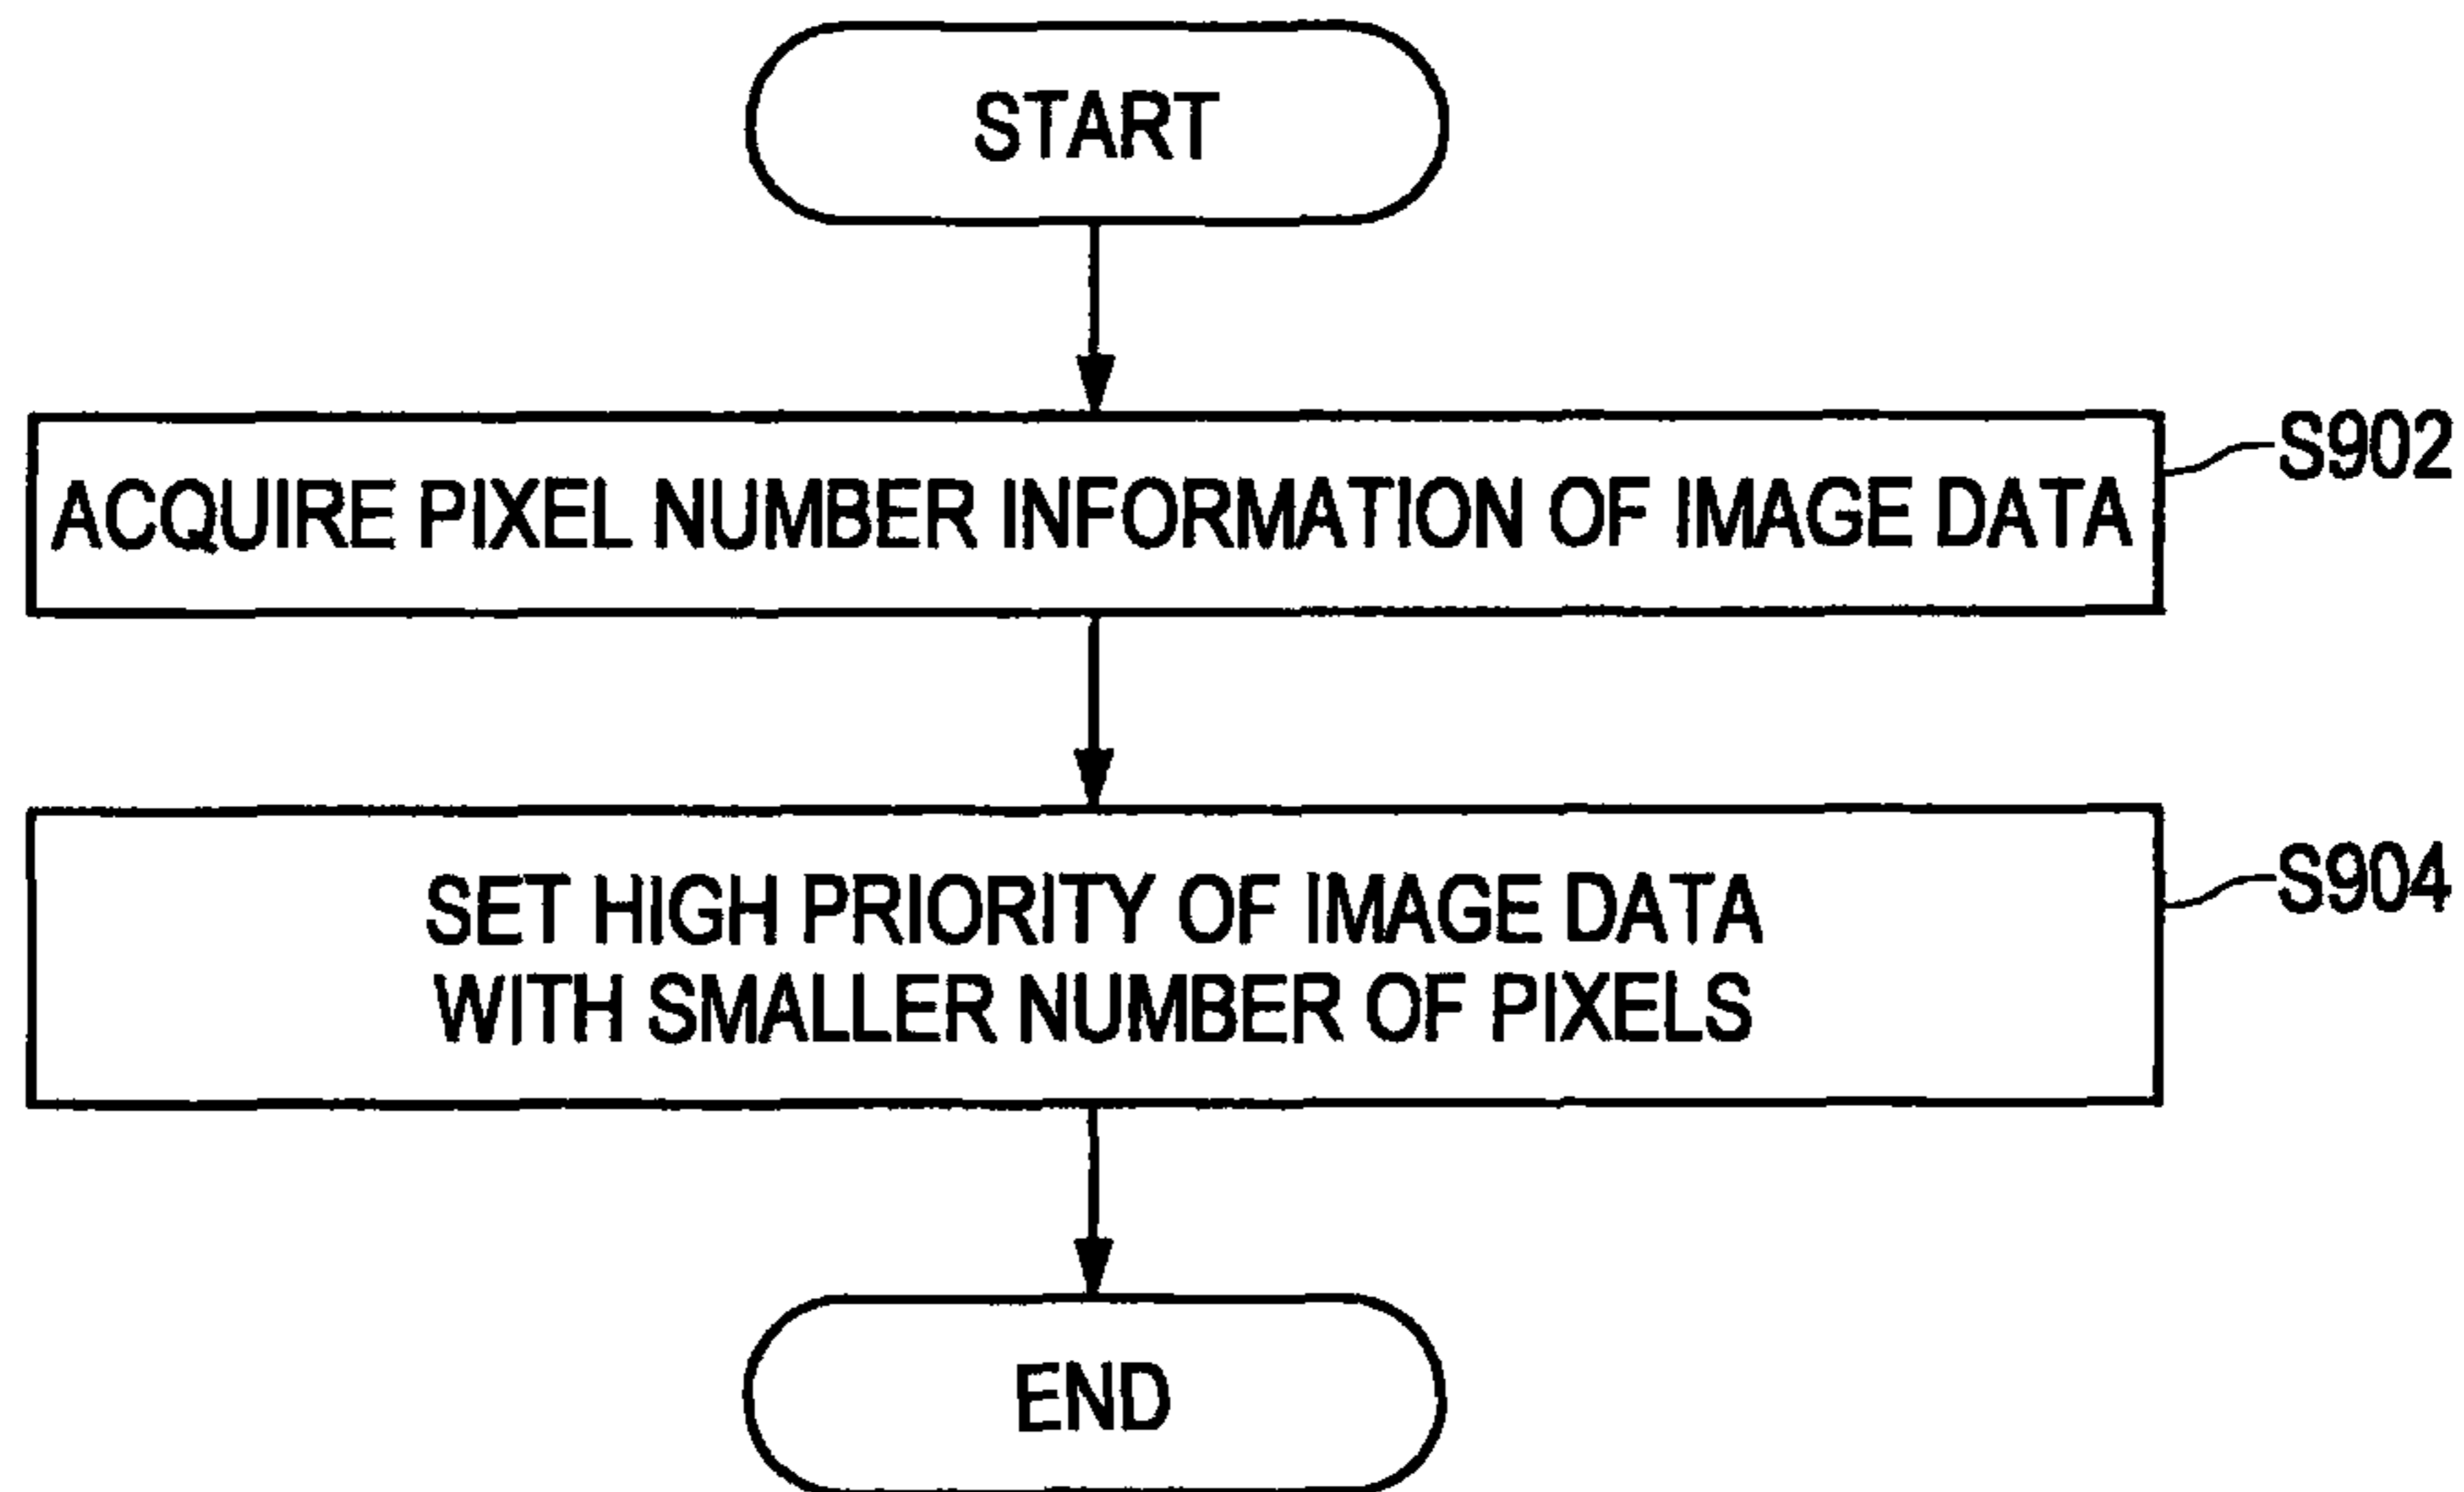 START
ACQUIRE PIXEL NUMBER INFORMATION OF IMAGE DATA
S902
SET HIGH PRIORITY OF IMAGE DATA
WITH SMALLER NUMBER OF PIXELS
S904
END